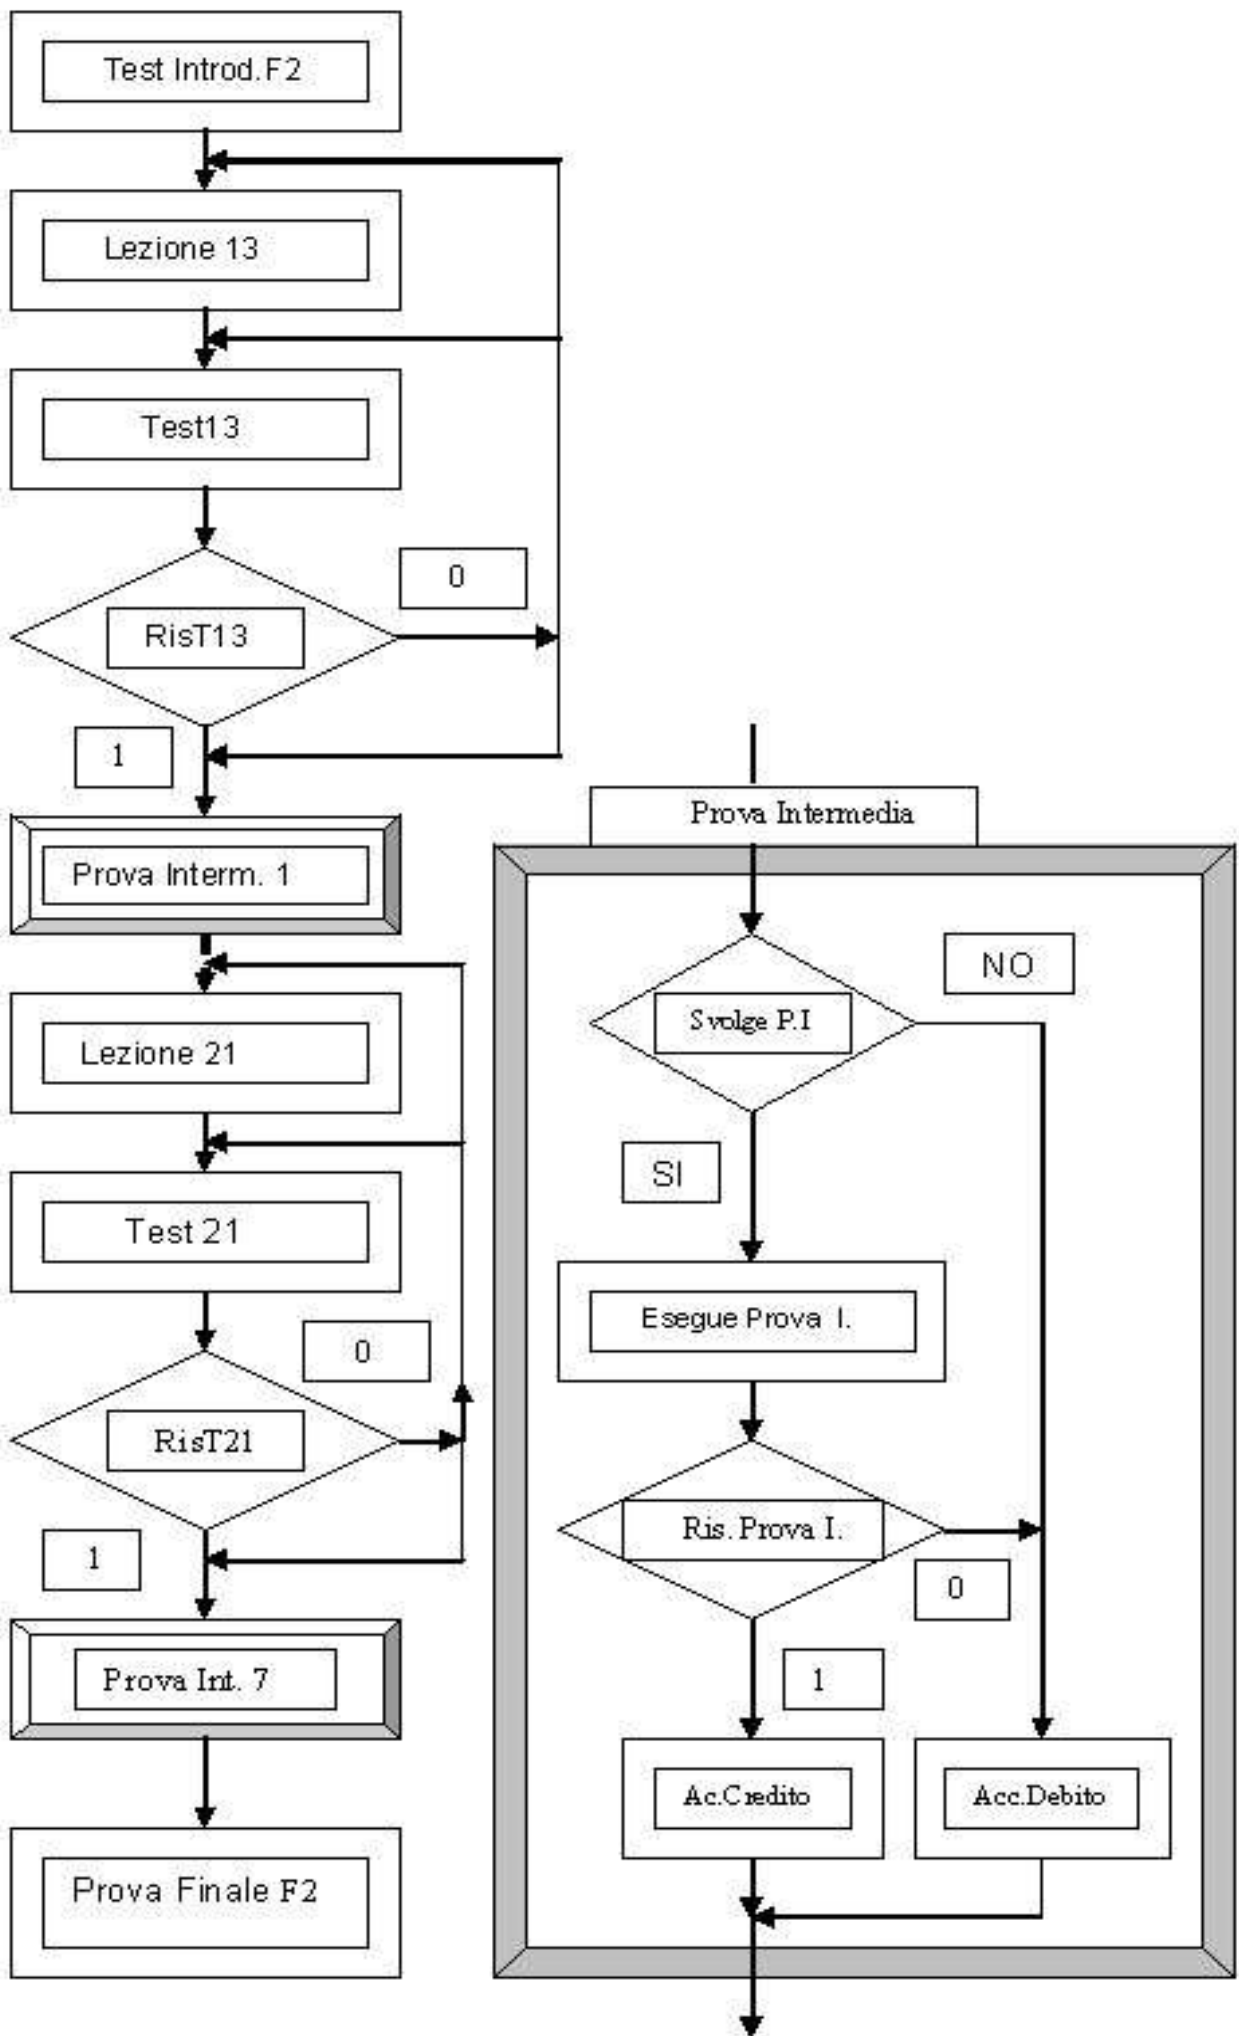 Test Introd.F2
Lezione 13
Test13
0
RisT13
1
Prova Interm. 1
Lezione 21
Test 21
0
RisT21
1
Prova Int. 7
Prova Finale F2
Prova Intermedia
NO
Svolge P.I
SI
Esegue Prova I.
Ris. Prova I.
0
1
Ac.Credito
Acc.Debito